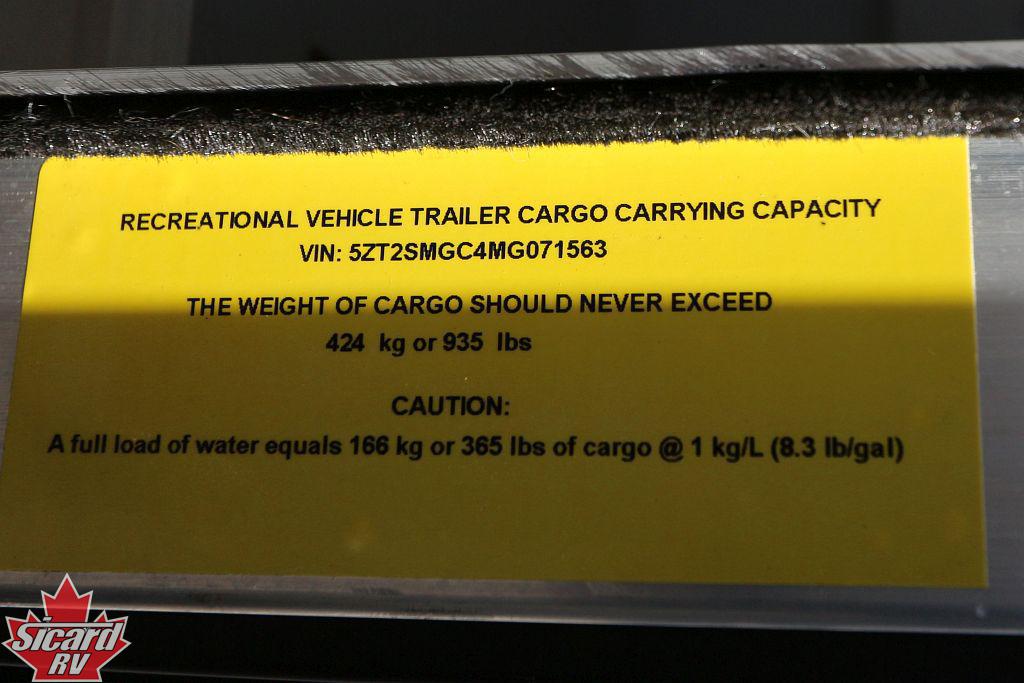 RECREATIONAL VEHICLE TRAILER CARGO CARRYING CAPACITY
VIN: 5ZT2SMGC4MG071563
THE WEIGHT OF CARGO SHOULD NEVER EXCEED
424 kg or 935 lbs
CAUTION:
A full load of water equals 166 kg or 365 lbs of cargo @ 1 kg/L (8.3 lb/gal)
Sicard
RV